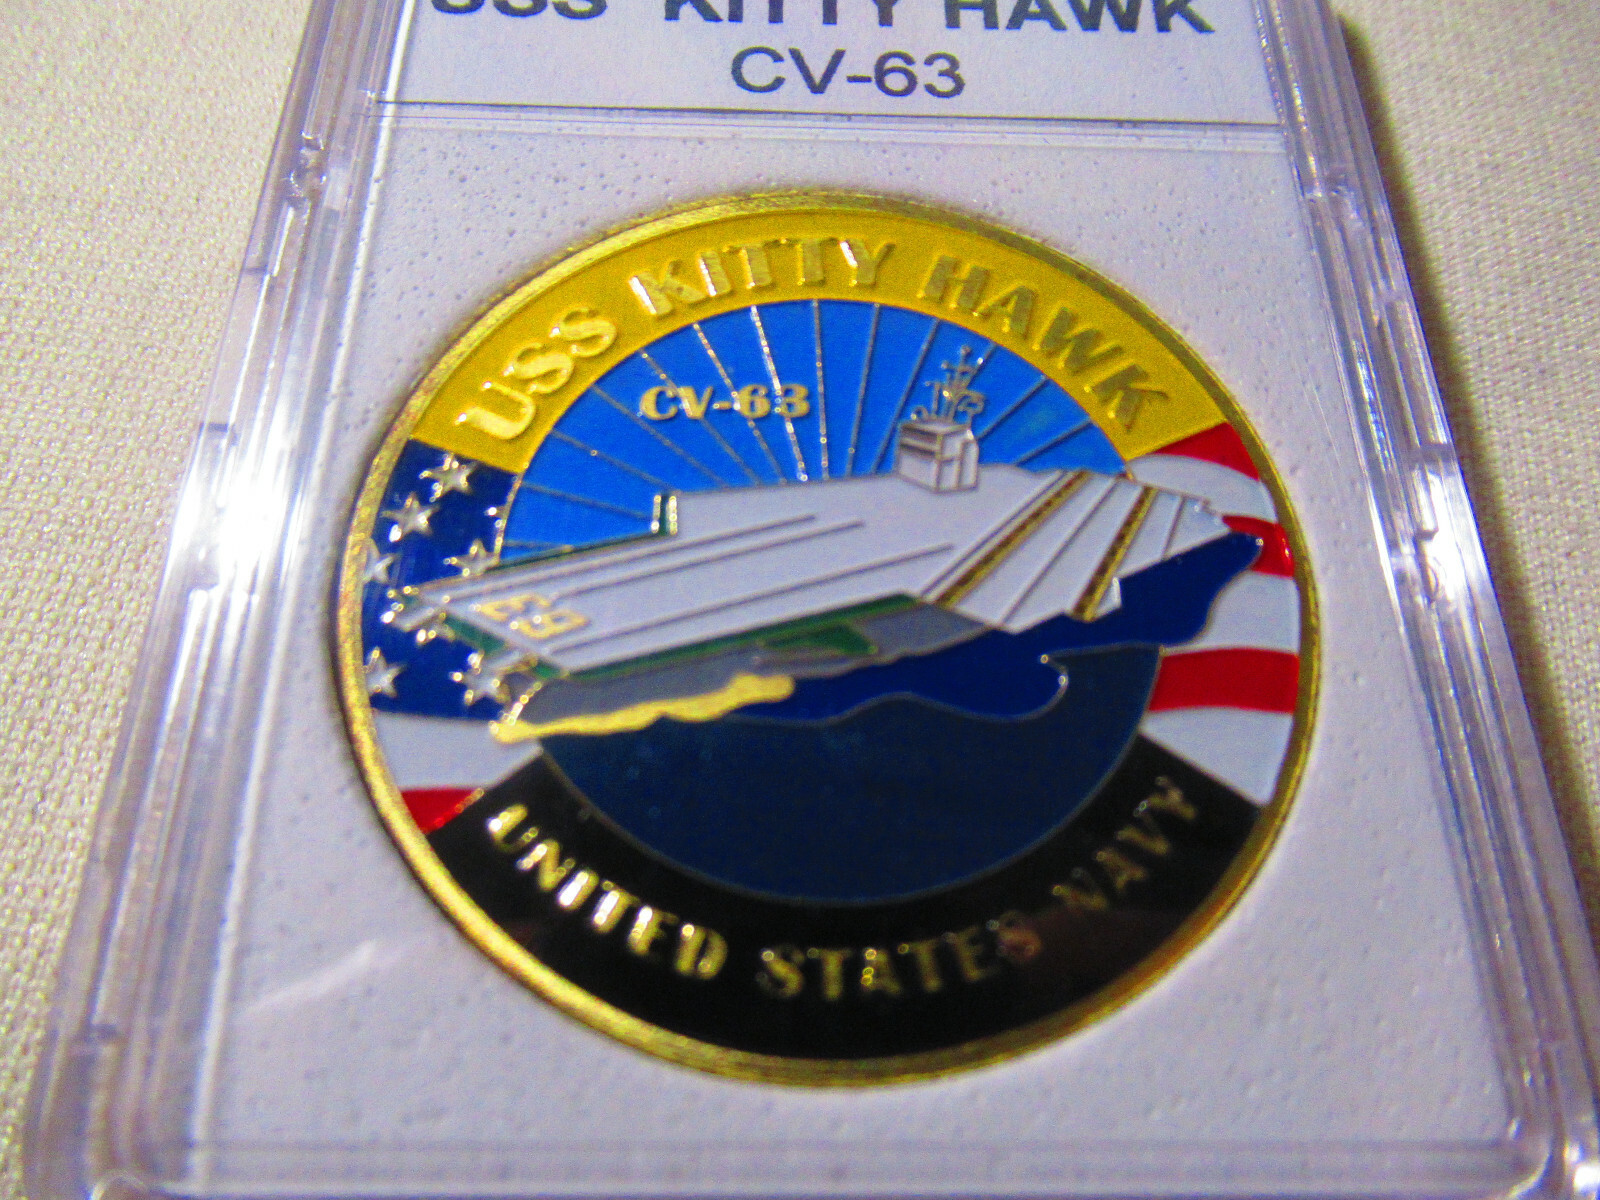 USS KITTY HAWK
CV-63
USS KITTY HAWK
CV-63
63
UNITED STATES NAVY